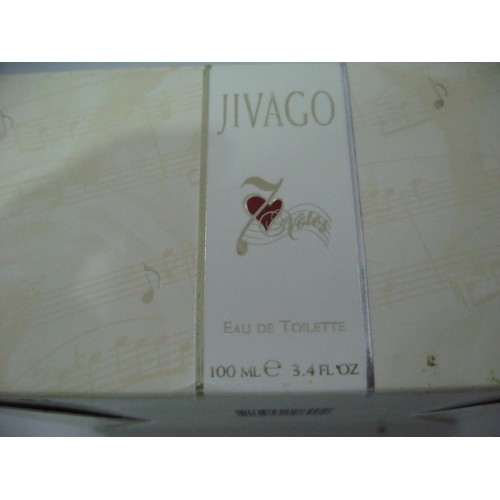 JIVAGO
7 Notes
EAU DE TOILETTE
100 ML ℮ 3.4 FL OZ